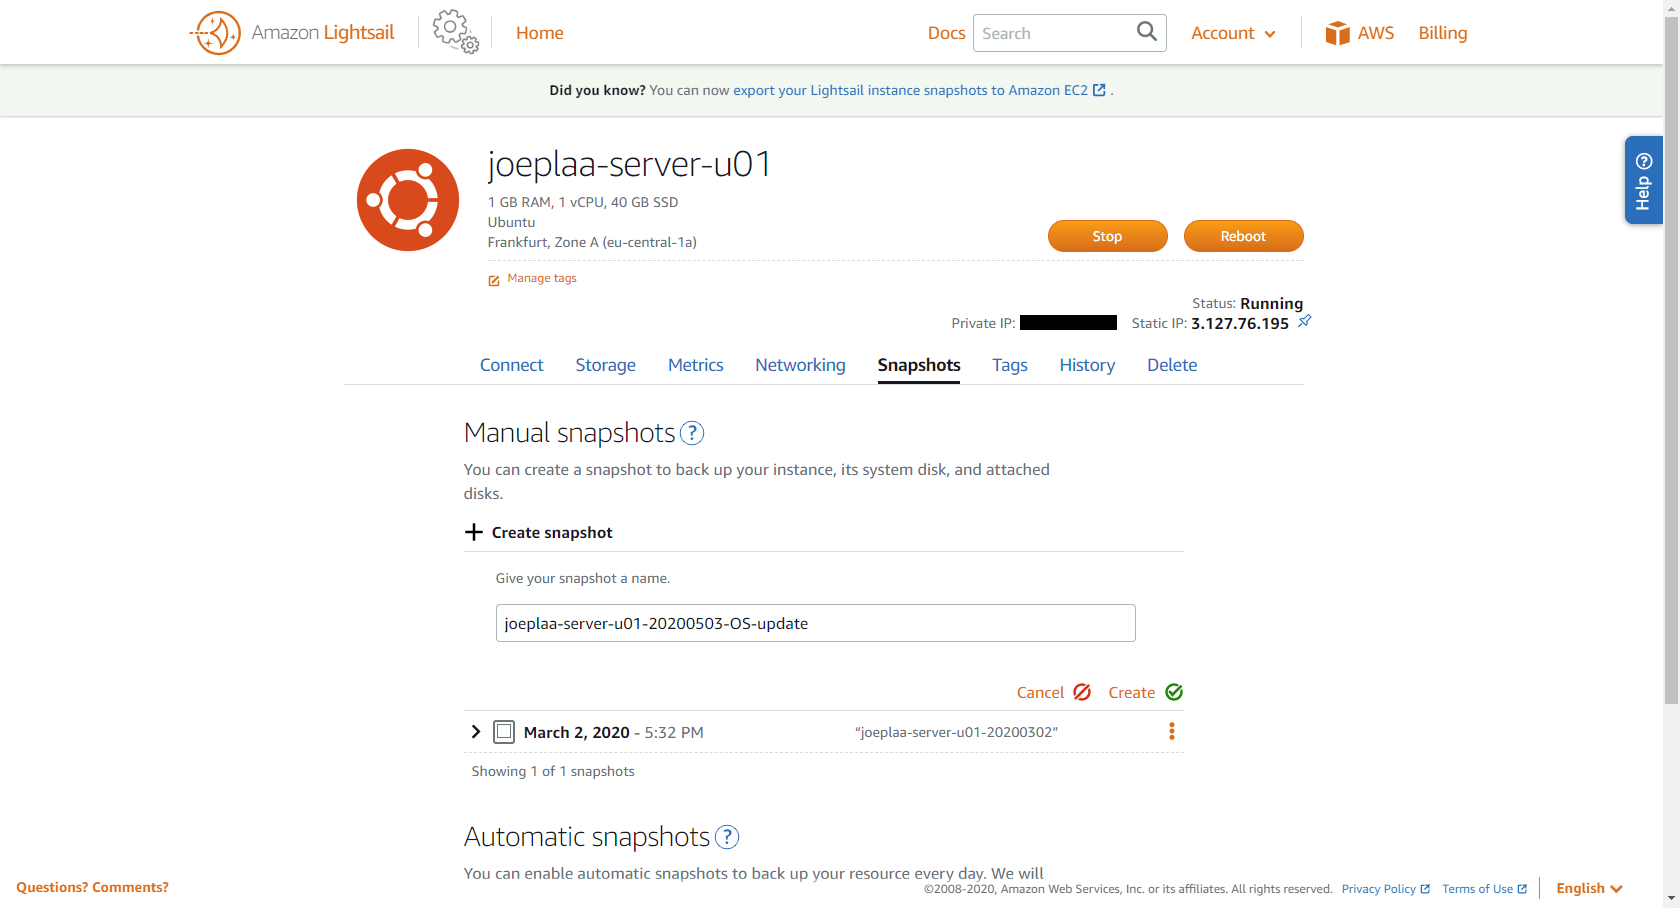 Amazon Lightsail
Home
Docs
Search
Account
AWS
Billing
Did you know? You can now export your Lightsail instance snapshots to Amazon EC2 .
Help ?
joeplaa-server-u01
1 GB RAM, 1 vCPU, 40 GB SSD
Ubuntu
Frankfurt, Zone A (eu-central-1a)
Stop
Reboot
Manage tags
Status: Running
Private IP:
Static IP: 3.127.76.195
Connect
Storage
Metrics
Networking
Snapshots
Tags
History
Delete
Manual snapshots ?
You can create a snapshot to back up your instance, its system disk, and attached
disks.
+ Create snapshot
Give your snapshot a name.
joeplaa-server-u01-20200503-OS-update
Cancel
Create
March 2, 2020 - 5:32 PM
“joeplaa-server-u01-20200302”
Showing 1 of 1 snapshots
Automatic snapshots ?
You can enable automatic snapshots to back up your resource every day. We will
Questions? Comments?
©2008-2020, Amazon Web Services, Inc. or its affiliates. All rights reserved.
Privacy Policy
Terms of Use
English